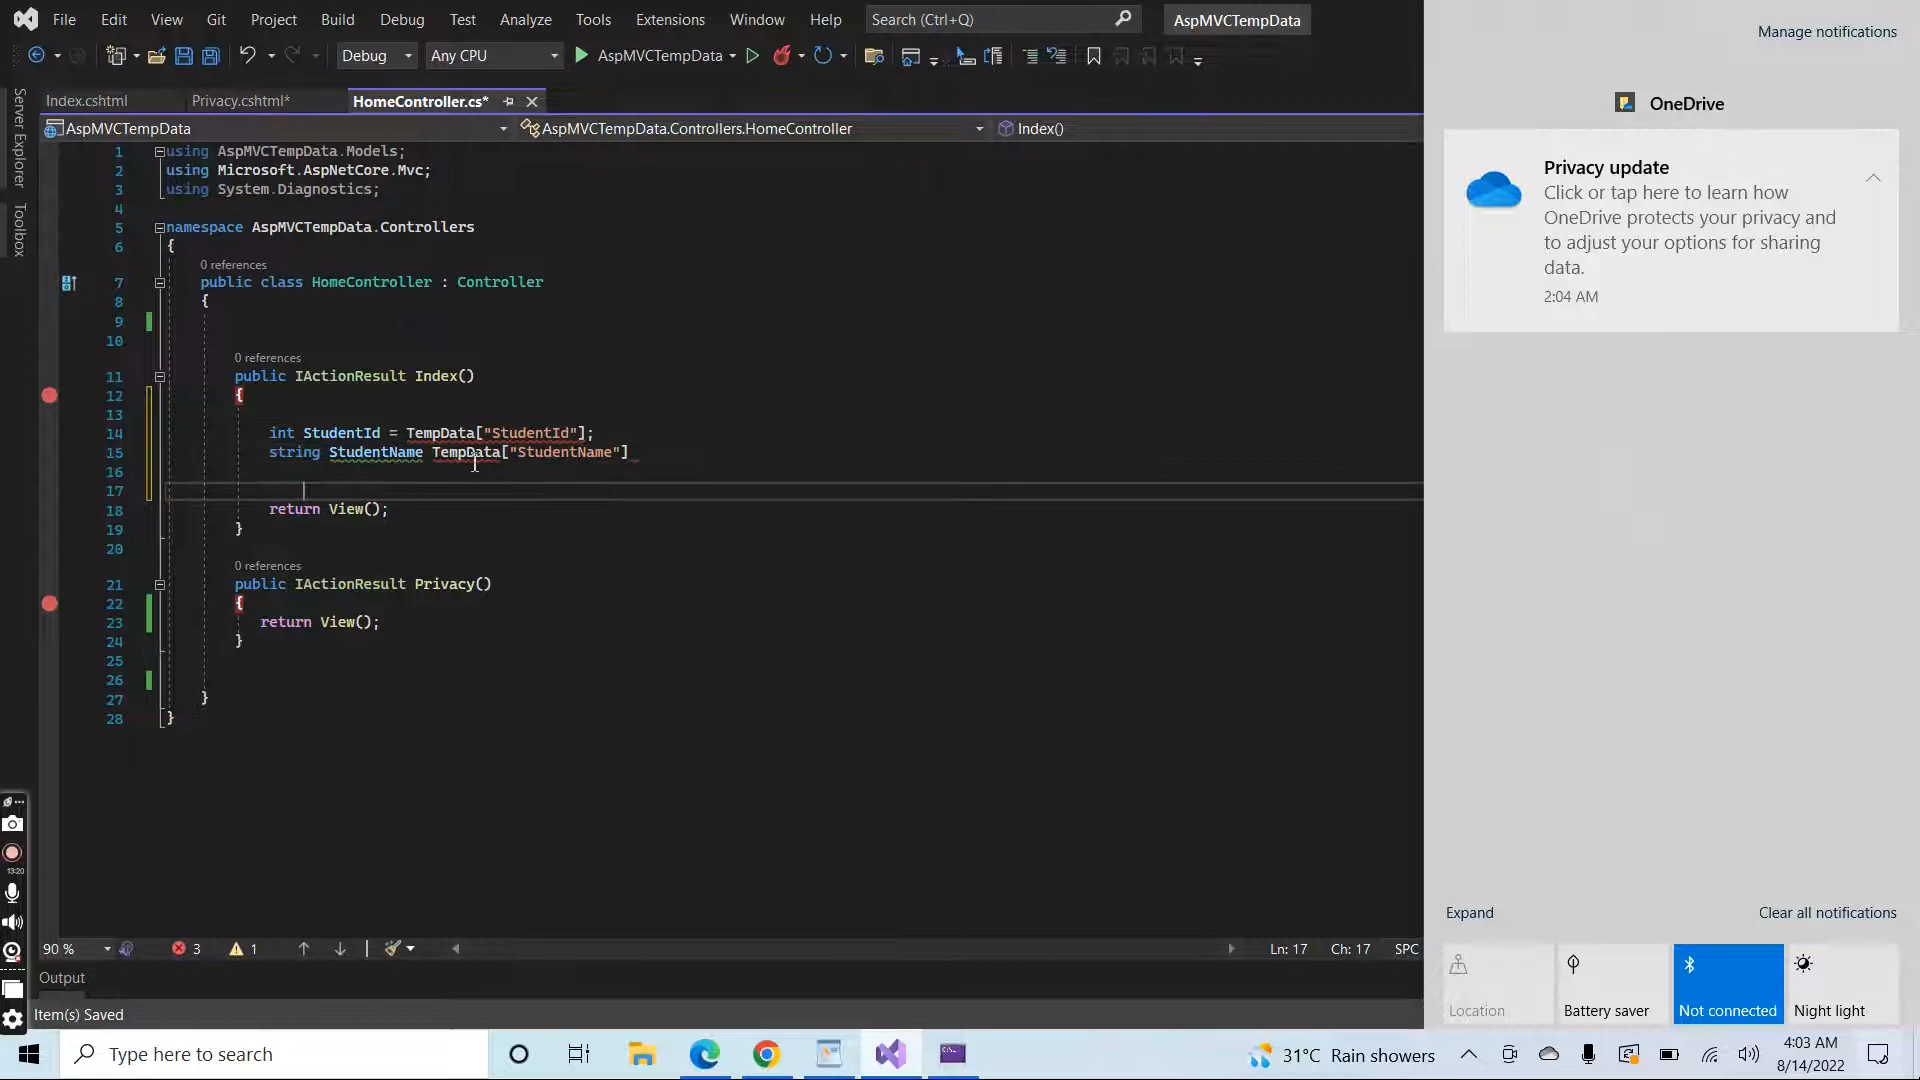 File Edit View Git Project Build Debug Test Analyze Tools Extensions Window Help Search (Ctrl+Q) AspMVCTempData
Debug Any CPU AspMVCTempData
Index.cshtml Privacy.cshtml* HomeController.cs*
AspMVCTempData AspMVCTempData.Controllers.HomeController Index()
Server Explorer
Toolbox
1 using AspMVCTempData.Models;
2 using Microsoft.AspNetCore.Mvc;
3 using System.Diagnostics;
4
5 namespace AspMVCTempData.Controllers
6 {
0 references
7 public class HomeController : Controller
8 {
9
10
0 references
11 public IActionResult Index()
12 {
13
14 int StudentId = TempData["StudentId"];
15 string StudentName TempData["StudentName"]
16
17
18 return View();
19 }
20
0 references
21 public IActionResult Privacy()
22 {
23 return View();
24 }
25
26
27 }
28 }
13:20
90 % 3 1 Ln: 17 Ch: 17 SPC
Output
Item(s) Saved
Manage notifications
OneDrive
Privacy update
Click or tap here to learn how
OneDrive protects your privacy and
to adjust your options for sharing
data.
2:04 AM
Expand Clear all notifications
Location Battery saver Not connected Night light
Type here to search 31°C Rain showers 4:03 AM
8/14/2022